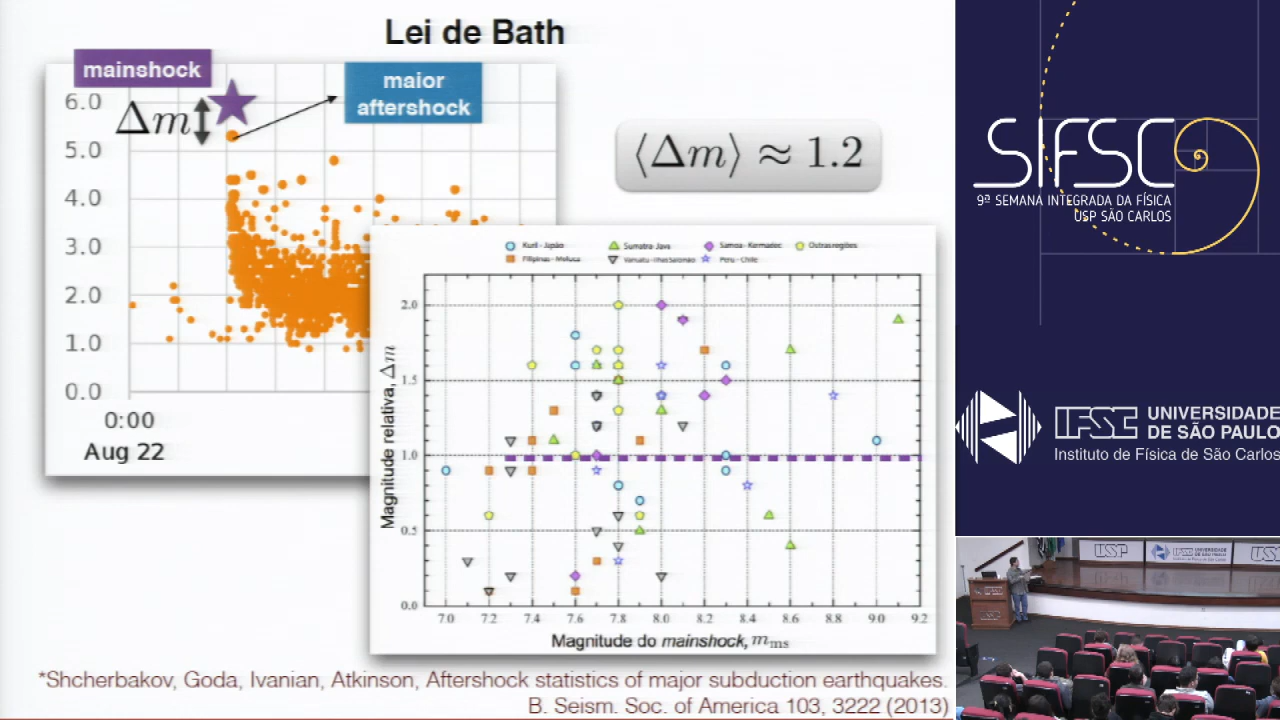 Lei de Bath
mainshock
maior
aftershock
Δm
⟨Δm⟩ ≈ 1.2
6.0
5.0
4.0
3.0
2.0
1.0
0.0
0:00
Aug 22
Kuril - Japão
Sumatra-Java
Samoa - Kermadec
Outras regiões
Filipinas - Moluca
Vanuatu - Ilhas Salomão
Peru - Chile
Magnitude relativa, Δm
2.0
1.5
1.0
0.5
0.0
7.0 7.2 7.4 7.6 7.8 8.0 8.2 8.4 8.6 8.8 9.0 9.2
Magnitude do mainshock, mms
*Shcherbakov, Goda, Ivanian, Atkinson, Aftershock statistics of major subduction earthquakes.
B. Seism. Soc. of America 103, 3222 (2013)
SIFSC
9ª SEMANA INTEGRADA DA FÍSICA
USP SÃO CARLOS
IFSC
UNIVERSIDADE
DE SÃO PAULO
Instituto de Física de São Carlos
USP
IFSC